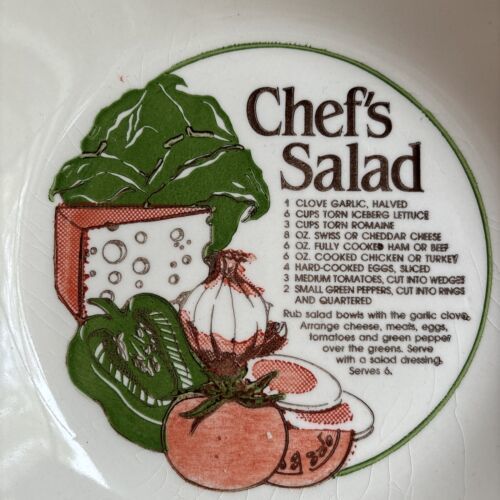 Chef's
Salad
1 CLOVE GARLIC, HALVED
6 CUPS TORN ICEBERG LETTUCE
3 CUPS TORN ROMAINE
8 OZ. SWISS OR CHEDDAR CHEESE
6 OZ. FULLY COOKED HAM OR BEEF
6 OZ. COOKED CHICKEN OR TURKEY
4 HARD-COOKED EGGS, SLICED
3 MEDIUM TOMATOES, CUT INTO WEDGES
2 SMALL GREEN PEPPERS, CUT INTO RINGS
AND QUARTERED
Rub salad bowls with the garlic clove.
Arrange cheese, meats, eggs,
tomatoes and green pepper
over the greens. Serve
with a salad dressing.
Serves 6.